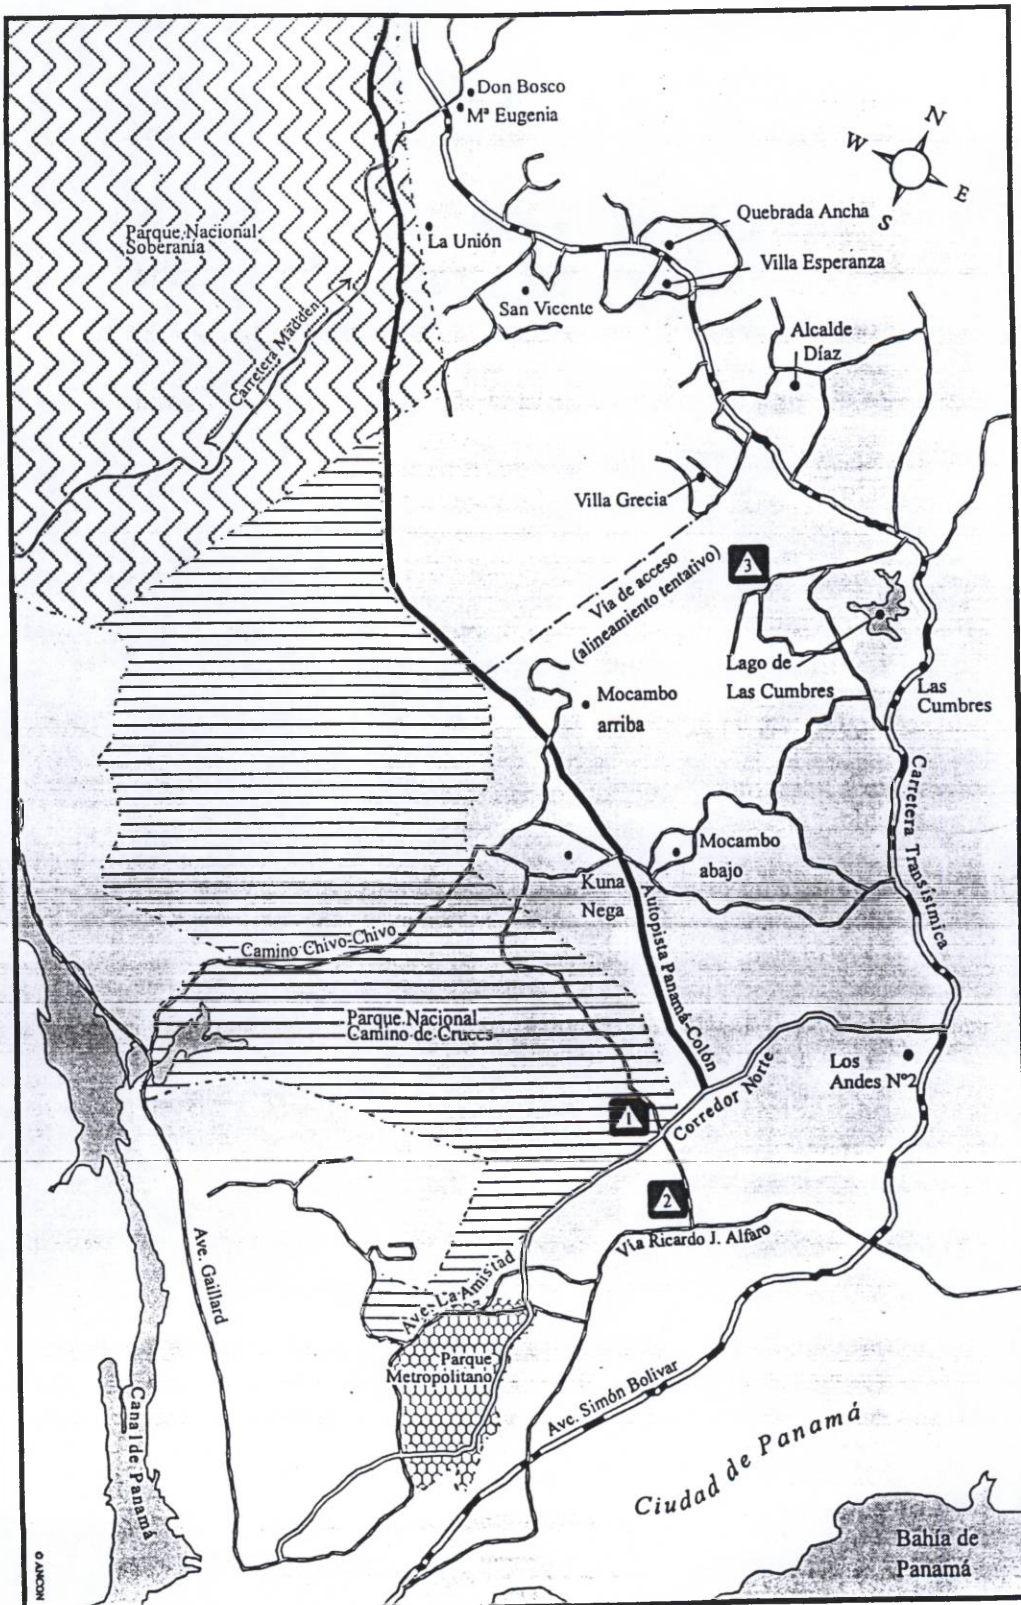 Don Bosco
Mª Eugenia
N
W
E
S
Quebrada Ancha
Parque Nacional
Soberanía
La Unión
Villa Esperanza
San Vicente
Carretera Madden
Alcalde
Díaz
Villa Grecia
Vía de acceso
(alineamiento tentativo)
3
Lago de
Las Cumbres
Las
Cumbres
Mocambo
arriba
Carretera Transístmica
Mocambo
abajo
Kuna
Nega
Autopista Panamá-Colón
Camino Chivo-Chivo
Parque Nacional
Camino de Cruces
Los
Andes Nº2
Corredor Norte
1
2
Vía Ricardo J. Alfaro
Ave. Gaillard
Ave. La Amistad
Parque
Metropolitano
Ave. Simón Bolivar
Canal de Panamá
Ciudad de Panamá
Bahía de
Panamá
© ANCON